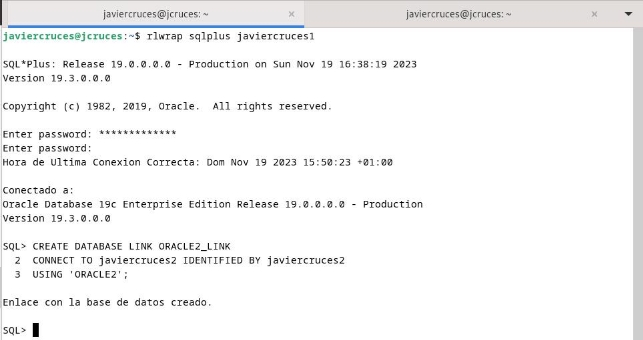 javiercruces@jcruces: ~ × javiercruces@jcruces: ~ ×
javiercruces@jcruces:~$ rlwrap sqlplus javiercruces1
SQL*Plus: Release 19.0.0.0.0 - Production on Sun Nov 19 16:38:19 2023
Version 19.3.0.0.0
Copyright (c) 1982, 2019, Oracle.  All rights reserved.
Enter password: *************
Enter password:
Hora de Ultima Conexion Correcta: Dom Nov 19 2023 15:50:23 +01:00
Conectado a:
Oracle Database 19c Enterprise Edition Release 19.0.0.0.0 - Production
Version 19.3.0.0.0
SQL> CREATE DATABASE LINK ORACLE2_LINK
  2  CONNECT TO javiercruces2 IDENTIFIED BY javiercruces2
  3  USING 'ORACLE2';
Enlace con la base de datos creado.
SQL>